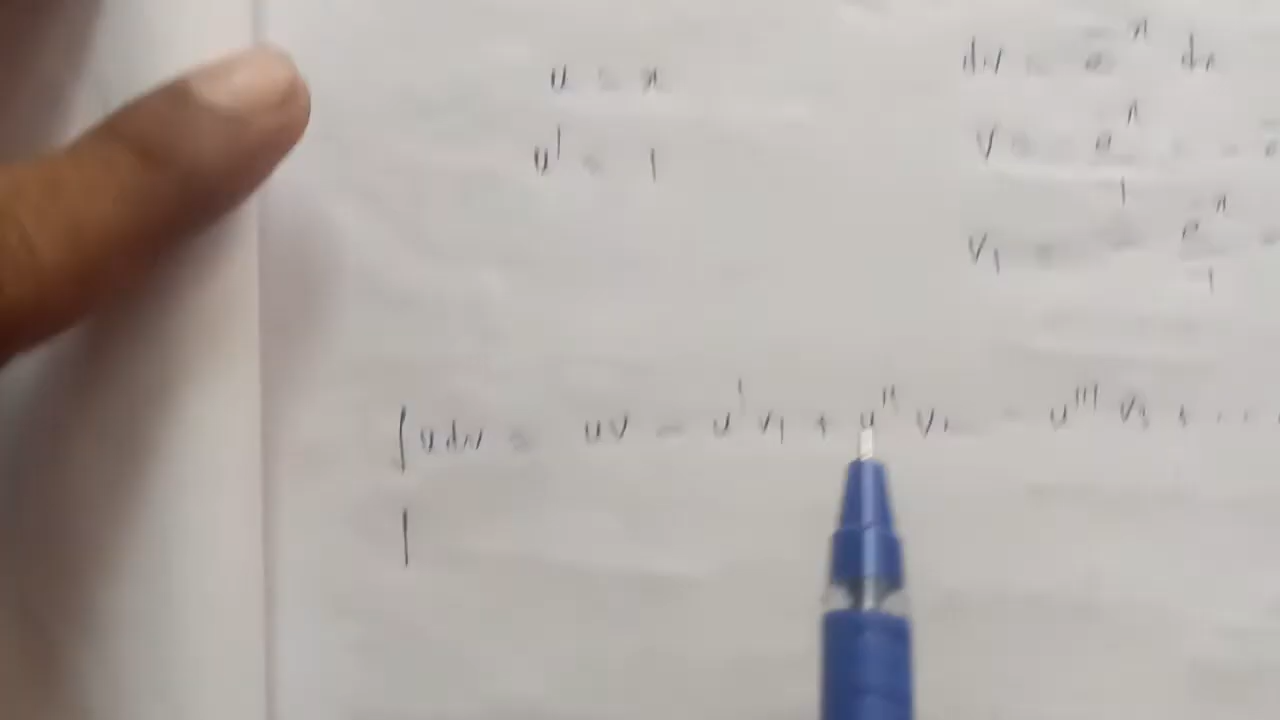 u = x
u' = 1
dv = e^-x dx
v =
v₁ =
∫u dv = uv - u'v₁ + u''v₂ - u'''v₃ + ...